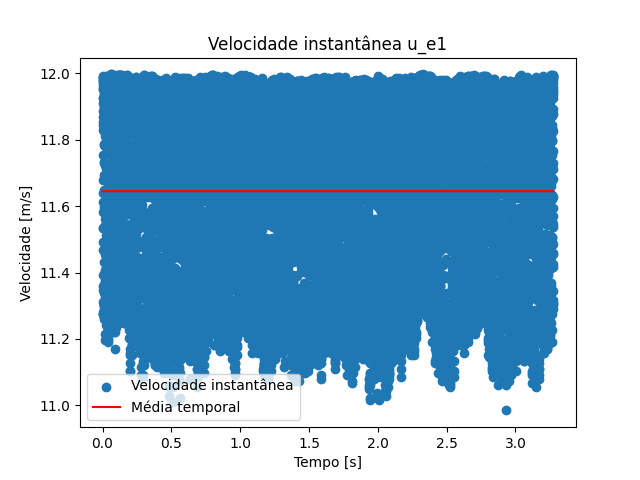 Velocidade instantânea u_e1
12.0
11.8
11.6
11.4
11.2
11.0
Velocidade [m/s]
Velocidade instantânea
Média temporal
0.0 0.5 1.0 1.5 2.0 2.5 3.0
Tempo [s]